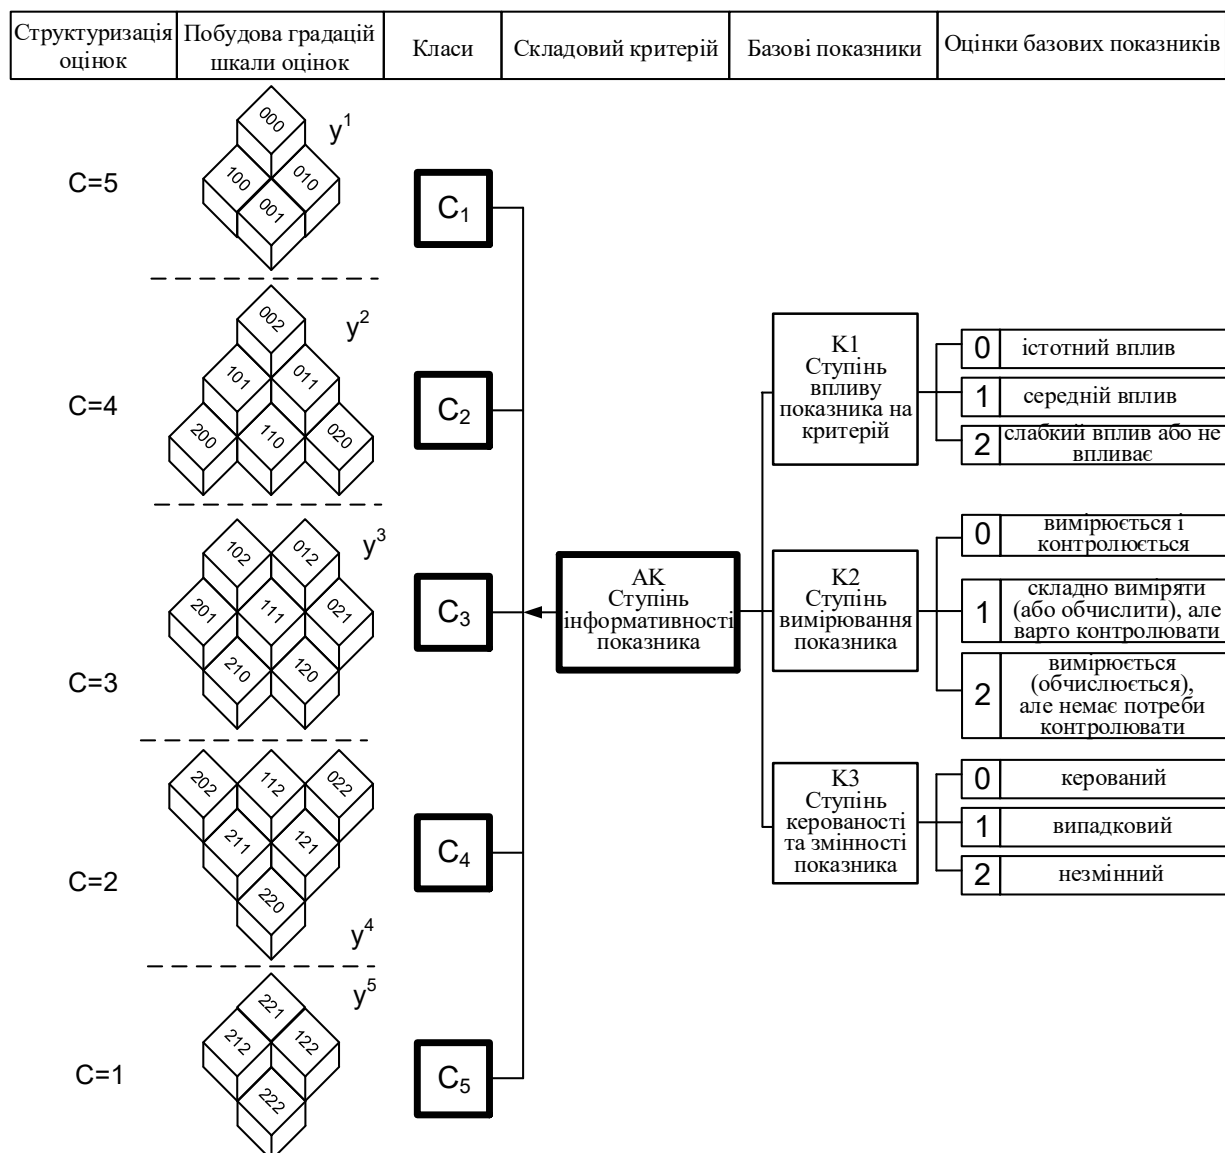 Структуризація
оцінок
Побудова градацій
шкали оцінок
Класи
Складовий критерій
Базові показники
Оцінки базових показників
C=5
000
100
010
001
y¹
C₁
C=4
002
101
011
200
110
020
y²
C₂
C=3
102
012
201
111
021
210
120
y³
C₃
C=2
202
112
022
211
121
220
y⁴
C₄
C=1
221
212
122
222
y⁵
C₅
АК
Ступінь
інформативності
показника
К1
Ступінь
впливу
показника на
критерій
0
істотний вплив
1
середній вплив
2
слабкий вплив або не
впливає
К2
Ступінь
вимірювання
показника
0
вимірюється і
контролюється
1
складно виміряти
(або обчислити), але
варто контролювати
2
вимірюється
(обчислюється),
але немає потреби
контролювати
К3
Ступінь
керованості
та змінності
показника
0
керований
1
випадковий
2
незмінний